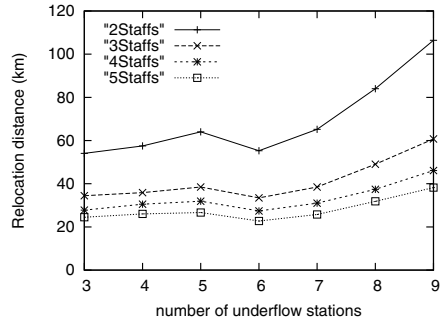 120
100
80
60
40
20
0
Relocation distance (km)
"2Staffs"
"3Staffs"
"4Staffs"
"5Staffs"
3 4 5 6 7 8 9
number of underflow stations